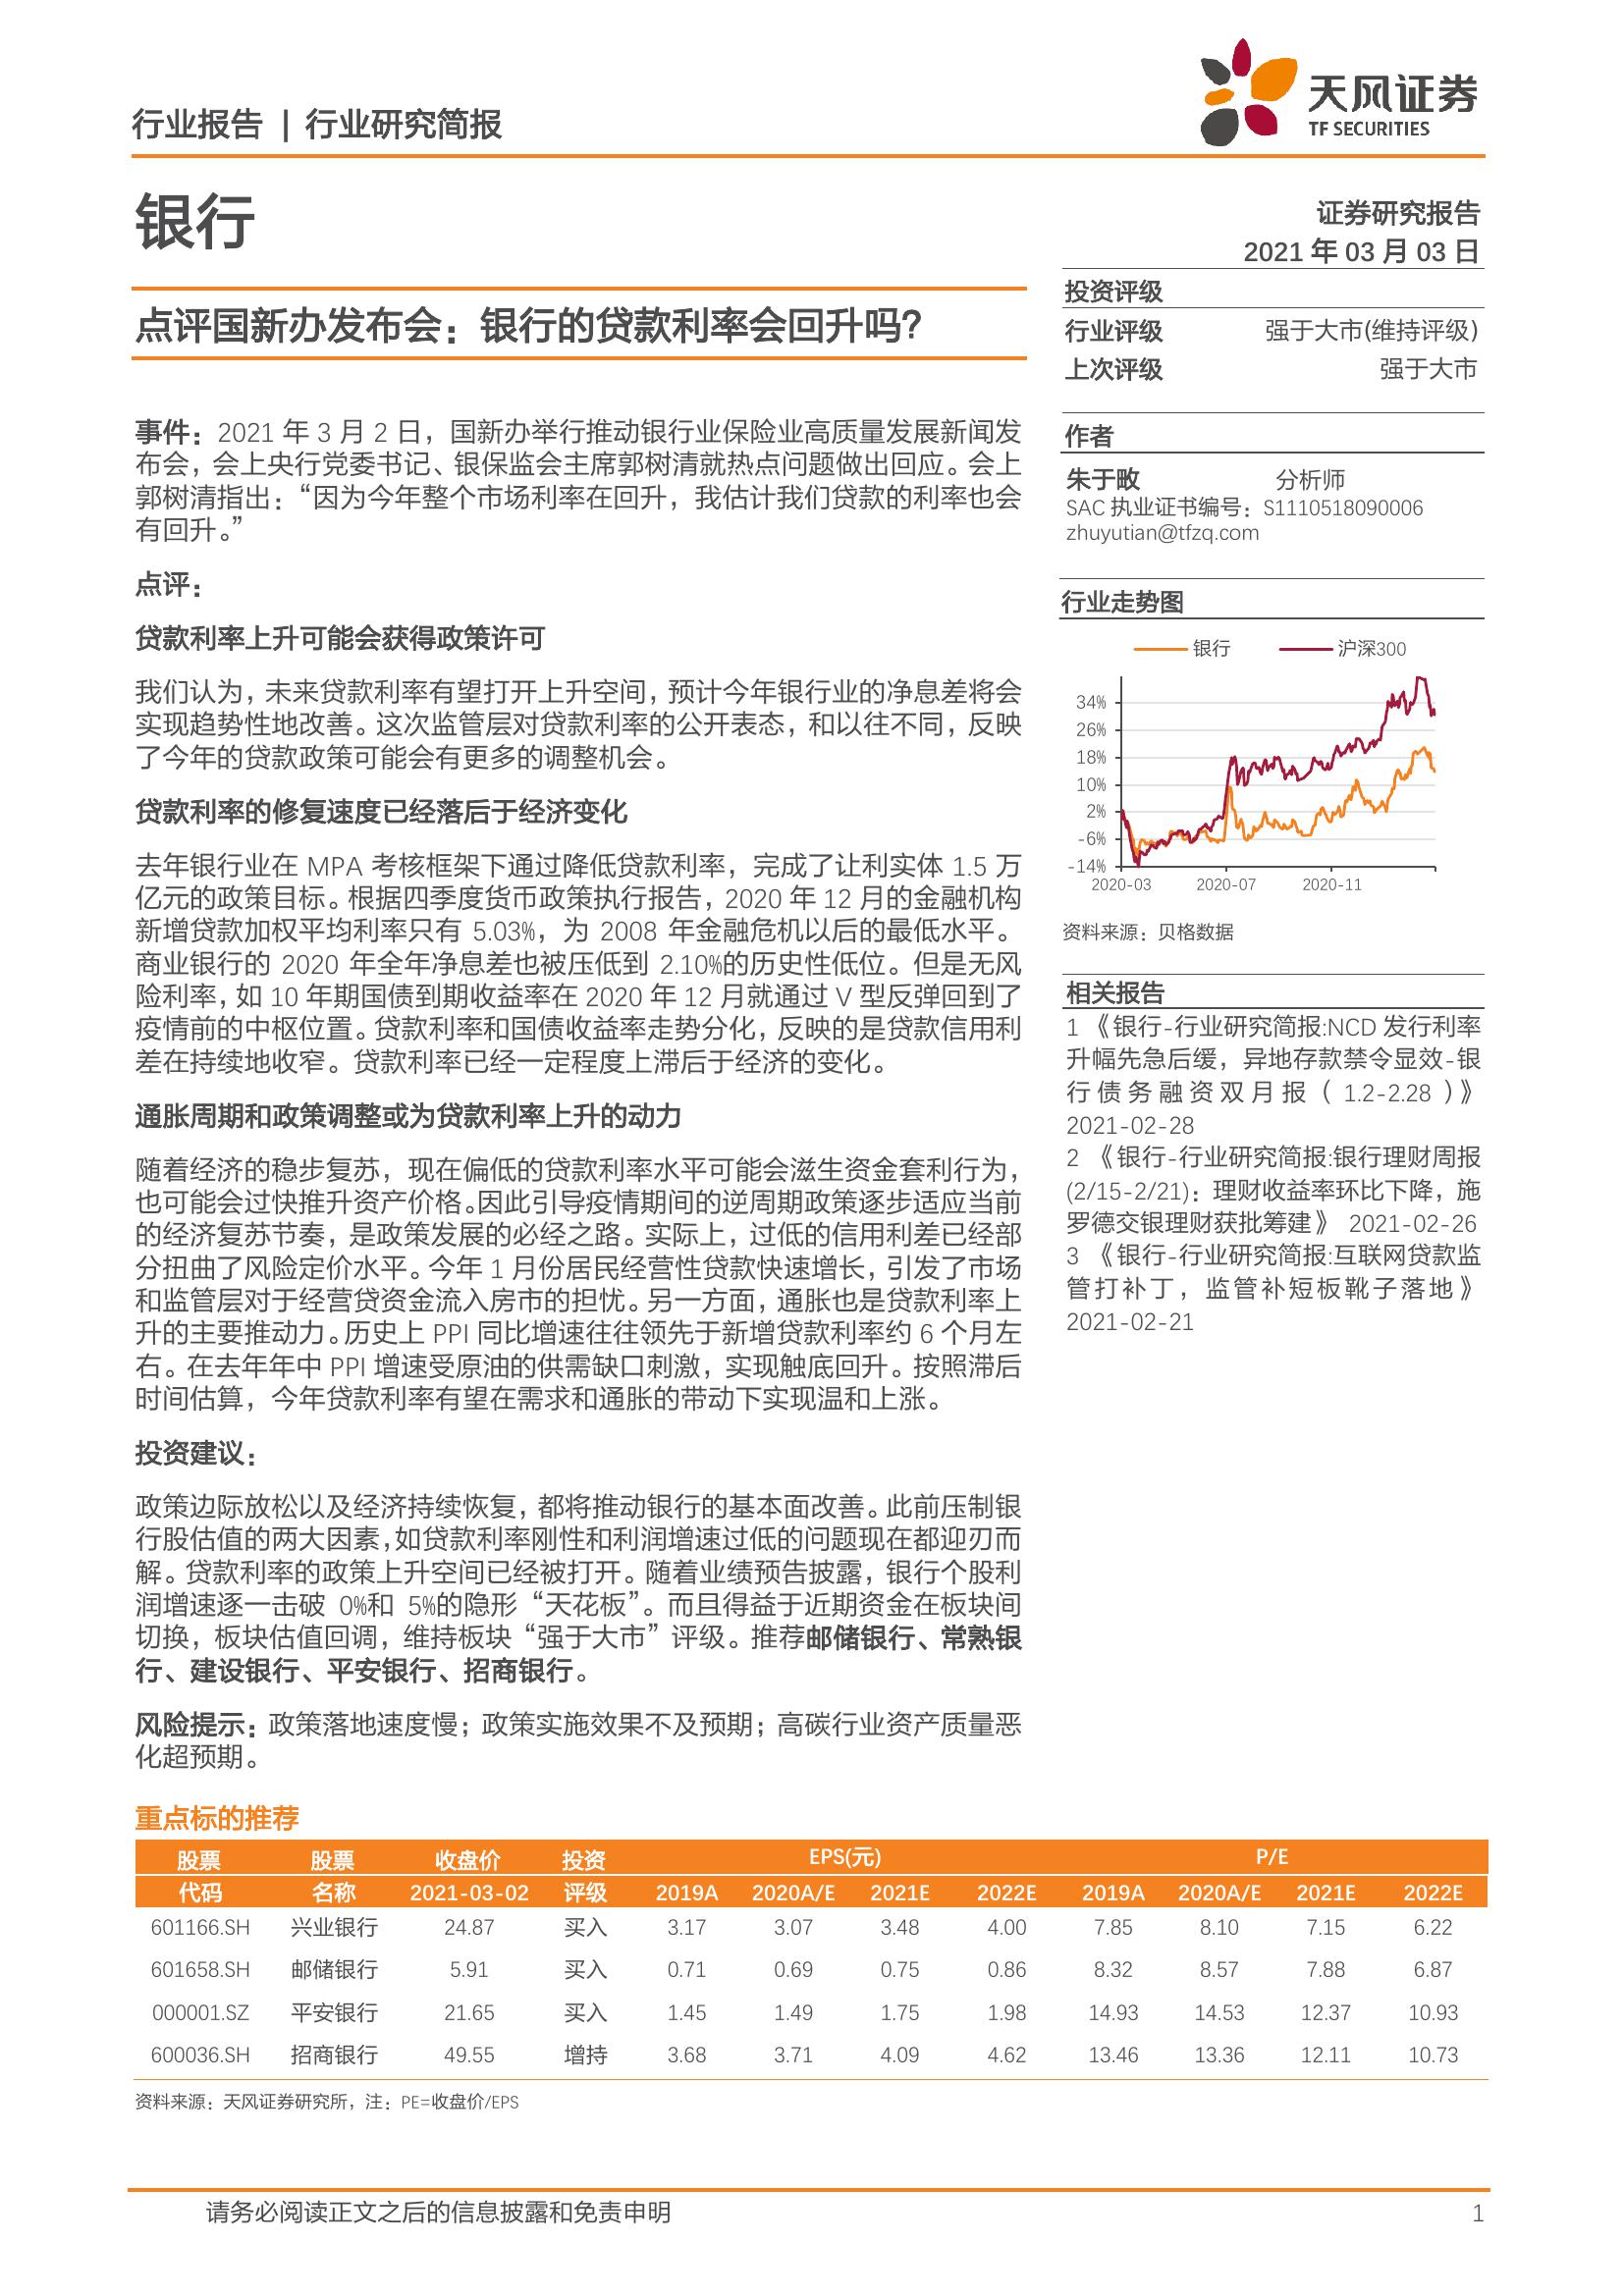 行业报告 | 行业研究简报
天风证券
TF SECURITIES
银行
证券研究报告
2021 年 03 月 03 日
点评国新办发布会：银行的贷款利率会回升吗？
事件：2021 年 3 月 2 日，国新办举行推动银行业保险业高质量发展新闻发
布会，会上央行党委书记、银保监会主席郭树清就热点问题做出回应。会上
郭树清指出：“因为今年整个市场利率在回升，我估计我们贷款的利率也会
有回升。”
点评：
贷款利率上升可能会获得政策许可
我们认为，未来贷款利率有望打开上升空间，预计今年银行业的净息差将会
实现趋势性地改善。这次监管层对贷款利率的公开表态，和以往不同，反映
了今年的贷款政策可能会有更多的调整机会。
贷款利率的修复速度已经落后于经济变化
去年银行业在 MPA 考核框架下通过降低贷款利率，完成了让利实体 1.5 万
亿元的政策目标。根据四季度货币政策执行报告，2020 年 12 月的金融机构
新增贷款加权平均利率只有 5.03%，为 2008 年金融危机以后的最低水平。
商业银行的 2020 年全年净息差也被压低到 2.10%的历史性低位。但是无风
险利率，如 10 年期国债到期收益率在 2020 年 12 月就通过 V 型反弹回到了
疫情前的中枢位置。贷款利率和国债收益率走势分化，反映的是贷款信用利
差在持续地收窄。贷款利率已经一定程度上滞后于经济的变化。
通胀周期和政策调整或为贷款利率上升的动力
随着经济的稳步复苏，现在偏低的贷款利率水平可能会滋生资金套利行为，
也可能会过快推升资产价格。因此引导疫情期间的逆周期政策逐步适应当前
的经济复苏节奏，是政策发展的必经之路。实际上，过低的信用利差已经部
分扭曲了风险定价水平。今年 1 月份居民经营性贷款快速增长，引发了市场
和监管层对于经营贷资金流入房市的担忧。另一方面，通胀也是贷款利率上
升的主要推动力。历史上 PPI 同比增速往往领先于新增贷款利率约 6 个月左
右。在去年年中 PPI 增速受原油的供需缺口刺激，实现触底回升。按照滞后
时间估算，今年贷款利率有望在需求和通胀的带动下实现温和上涨。
投资建议：
政策边际放松以及经济持续恢复，都将推动银行的基本面改善。此前压制银
行股估值的两大因素，如贷款利率刚性和利润增速过低的问题现在都迎刃而
解。贷款利率的政策上升空间已经被打开。随着业绩预告披露，银行个股利
润增速逐一击破 0%和 5%的隐形“天花板”。而且得益于近期资金在板块间
切换，板块估值回调，维持板块“强于大市”评级。推荐邮储银行、常熟银
行、建设银行、平安银行、招商银行。
风险提示：政策落地速度慢；政策实施效果不及预期；高碳行业资产质量恶
化超预期。
投资评级
行业评级 强于大市(维持评级)
上次评级 强于大市
作者
朱于畋 分析师
SAC 执业证书编号：S1110518090006
zhuyutian@tfzq.com
行业走势图
银行 沪深300
34%
26%
18%
10%
2%
-6%
-14%
2020-03 2020-07 2020-11
资料来源：贝格数据
相关报告
1 《银行-行业研究简报:NCD 发行利率
升幅先急后缓，异地存款禁令显效-银
行债务融资双月报（1.2-2.28）》
2021-02-28
2 《银行-行业研究简报:银行理财周报
(2/15-2/21)：理财收益率环比下降，施
罗德交银理财获批筹建》 2021-02-26
3 《银行-行业研究简报:互联网贷款监
管打补丁，监管补短板靴子落地》
2021-02-21
重点标的推荐
股票 股票 收盘价 投资 EPS(元) P/E
代码 名称 2021-03-02 评级 2019A 2020A/E 2021E 2022E 2019A 2020A/E 2021E 2022E
601166.SH 兴业银行 24.87 买入 3.17 3.07 3.48 4.00 7.85 8.10 7.15 6.22
601658.SH 邮储银行 5.91 买入 0.71 0.69 0.75 0.86 8.32 8.57 7.88 6.87
000001.SZ 平安银行 21.65 买入 1.45 1.49 1.75 1.98 14.93 14.53 12.37 10.93
600036.SH 招商银行 49.55 增持 3.68 3.71 4.09 4.62 13.46 13.36 12.11 10.73
资料来源：天风证券研究所，注：PE=收盘价/EPS
请务必阅读正文之后的信息披露和免责申明 1